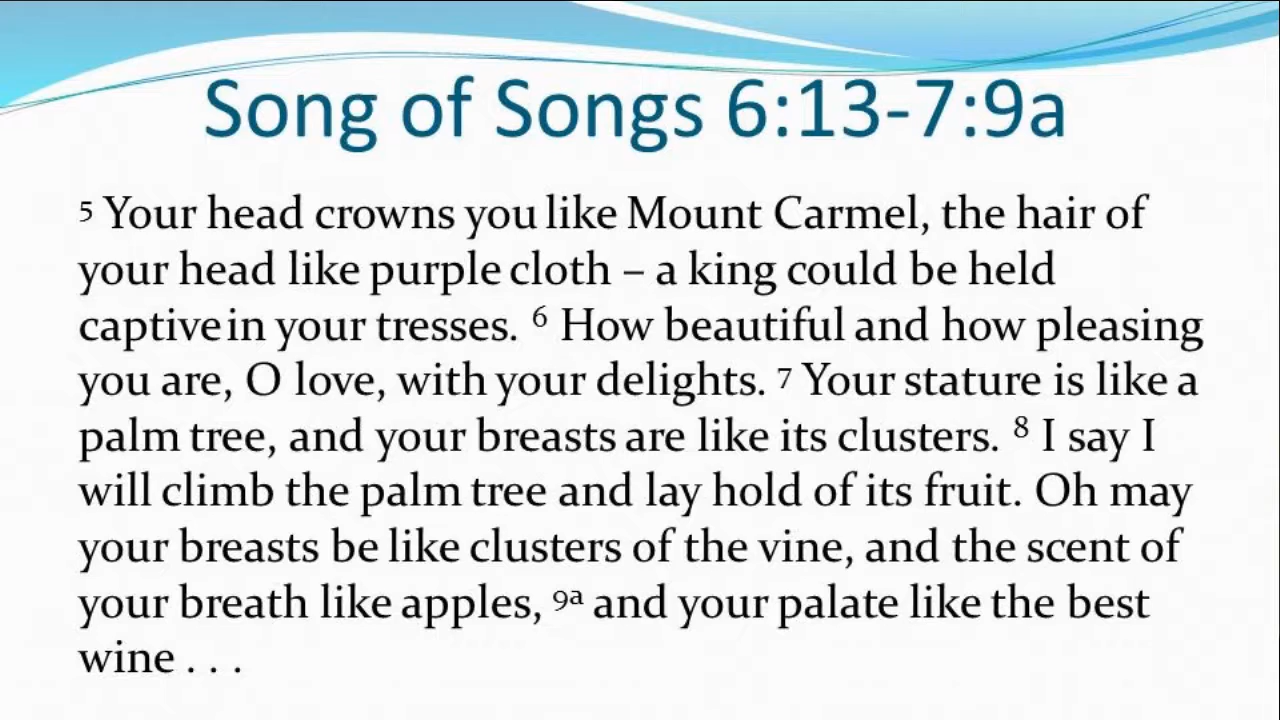 Song of Songs 6:13-7:9a
5 Your head crowns you like Mount Carmel, the hair of
your head like purple cloth – a king could be held
captive in your tresses. 6 How beautiful and how pleasing
you are, O love, with your delights. 7 Your stature is like a
palm tree, and your breasts are like its clusters. 8 I say I
will climb the palm tree and lay hold of its fruit. Oh may
your breasts be like clusters of the vine, and the scent of
your breath like apples, 9a and your palate like the best
wine . . .